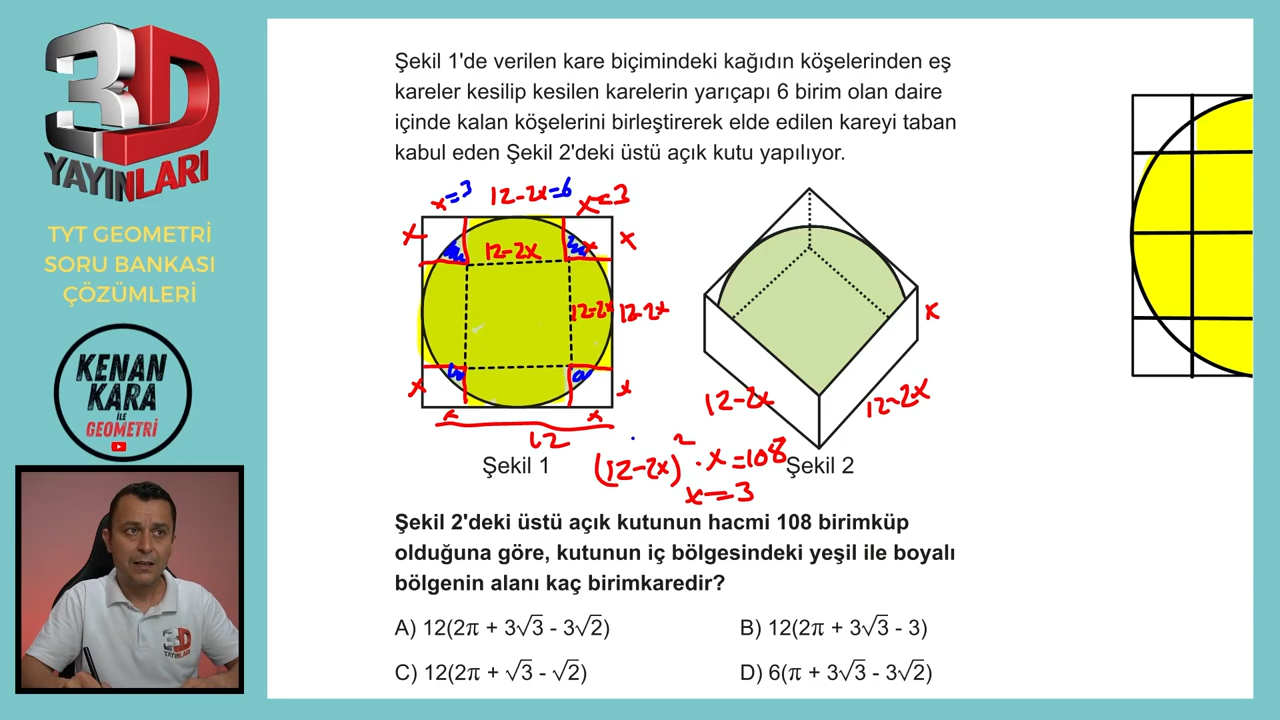 3D
YAYINLARI
TYT GEOMETRİ
SORU BANKASI
ÇÖZÜMLERİ
KENAN
KARA
İLE
GEOMETRİ
Şekil 1'de verilen kare biçimindeki kağıdın köşelerinden eş
kareler kesilip kesilen karelerin yarıçapı 6 birim olan daire
içinde kalan köşelerini birleştirerek elde edilen kareyi taban
kabul eden Şekil 2'deki üstü açık kutu yapılıyor.
x=3 12-2x=6 x=3
x x x
12-2x
12-2x 12-2x
x x
x x
12
x
12-2x 12-2x
Şekil 1
(12-2x)² · x=108
x=3
Şekil 2
Şekil 2'deki üstü açık kutunun hacmi 108 birimküp
olduğuna göre, kutunun iç bölgesindeki yeşil ile boyalı
bölgenin alanı kaç birimkaredir?
A) 12(2π + 3√3 - 3√2)
B) 12(2π + 3√3 - 3)
C) 12(2π + √3 - √2)
D) 6(π + 3√3 - 3√2)
3D
YAYINLARI